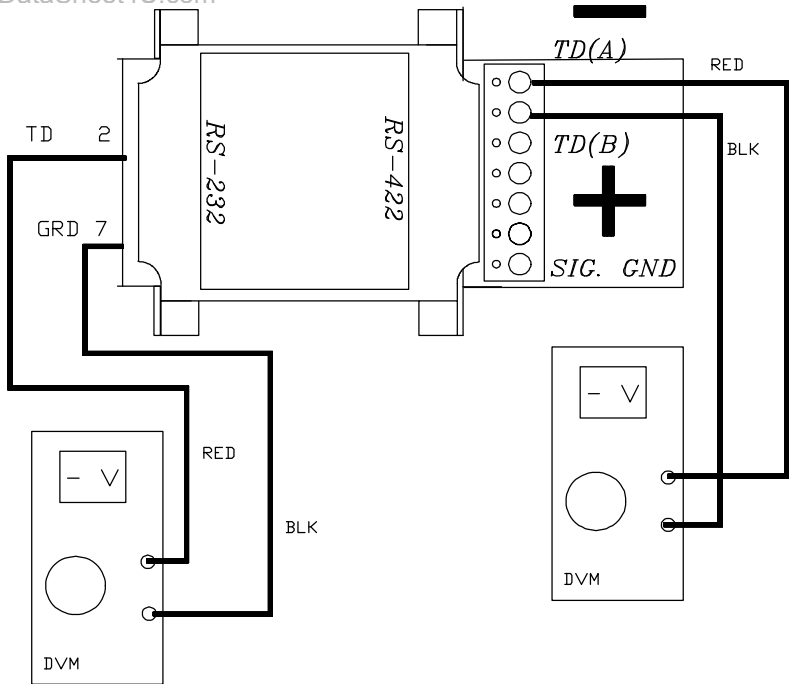 TD(A)
RED
TD 2
RS-232
RS-422
TD(B)
BLK
GRD 7
SIG. GND
- V
RED
- V
BLK
DVM
DVM